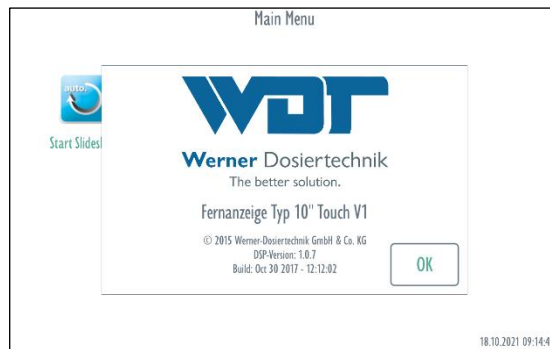 Main Menu
auto.
Start Slides
WDT
Werner Dosiertechnik
The better solution.
Fernanzeige Typ 10" Touch V1
© 2015 Werner-Dosiertechnik GmbH & Co. KG
DSP-Version: 1.0.7
Build: Oct 30 2017 - 12:12:02
OK
18.10.2021 09:14:4